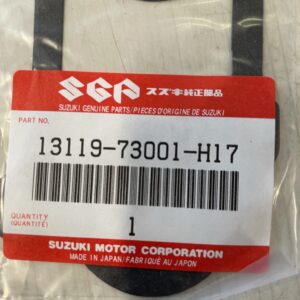 SGP スズキ純正部品
SUZUKI GENUINE PARTS/PIÈCES D'ORIGINE DE SUZUKI
PART NO.
13119-73001-H17
QUANTITY
(QUANTITÉ)
1
SUZUKI MOTOR CORPORATION
MADE IN JAPAN/FABRIQUÉ AU JAPON